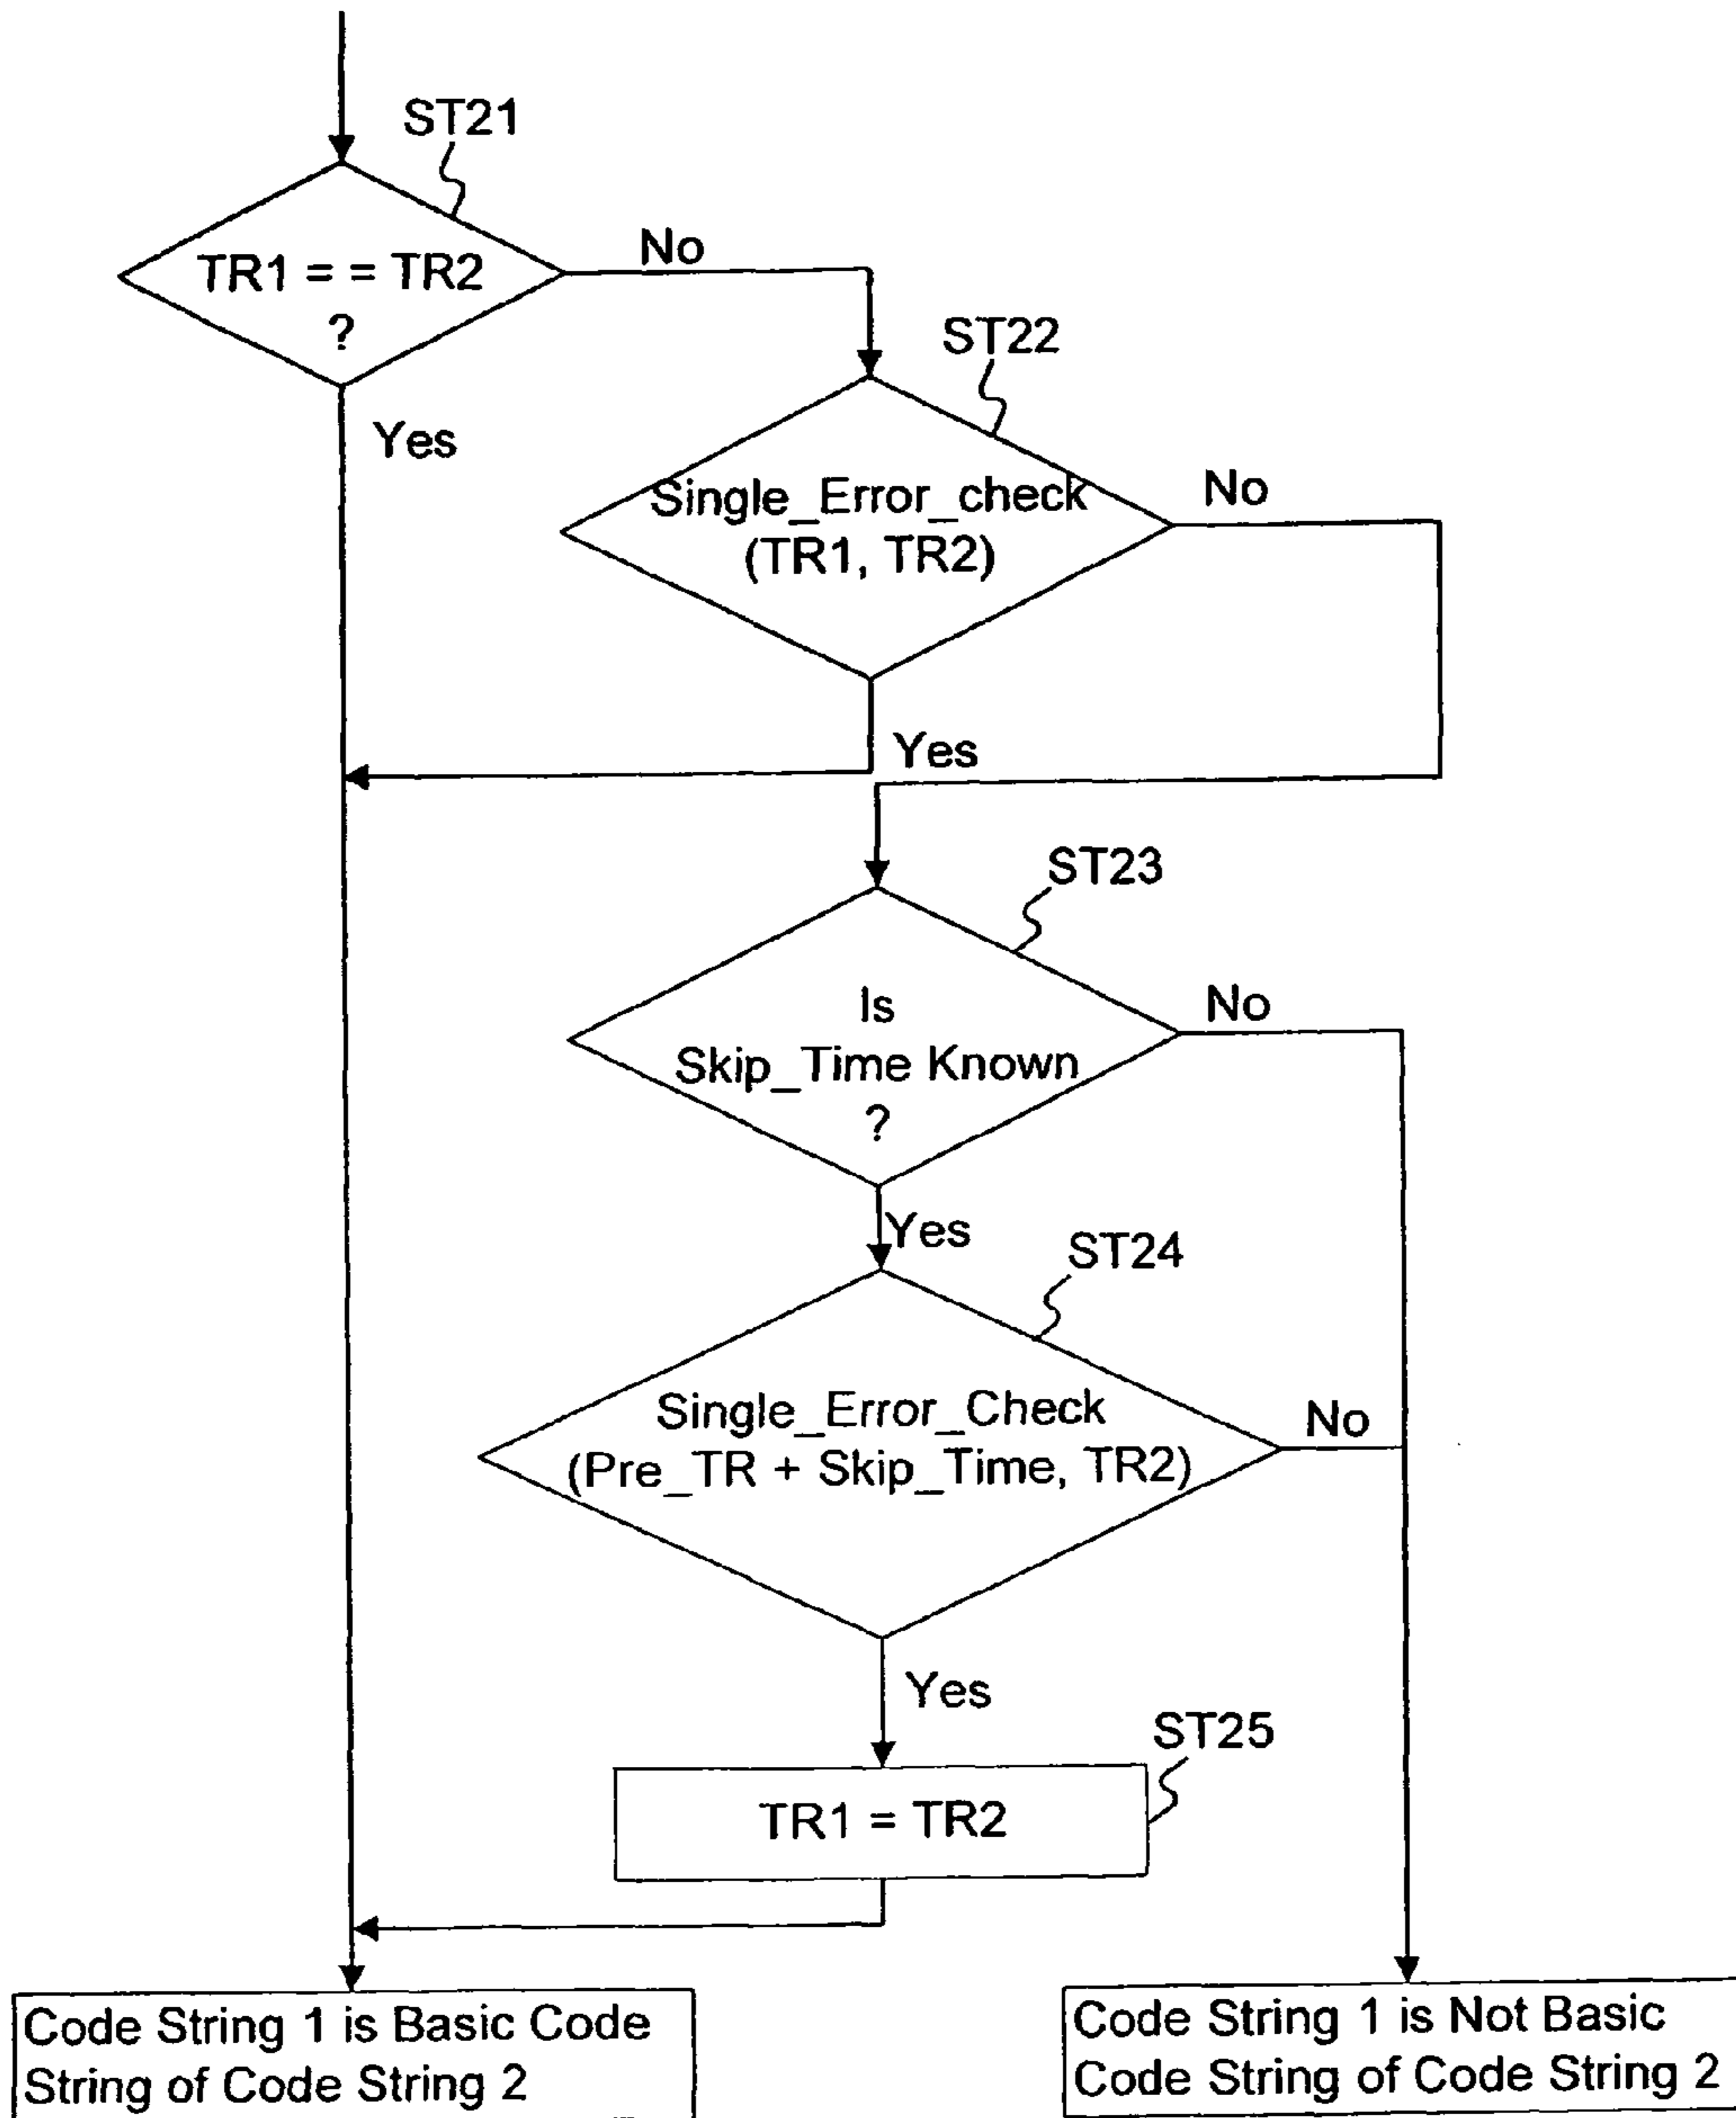 ST21
TR1 = = TR2
?
No
Yes
ST22
Single_Error_check
(TR1, TR2)
No
Yes
ST23
Is
Skip_Time Known
?
No
Yes
ST24
Single_Error_Check
(Pre_TR + Skip_Time, TR2)
No
Yes
ST25
TR1 = TR2
Code String 1 is Basic Code
String of Code String 2
Code String 1 is Not Basic
Code String of Code String 2